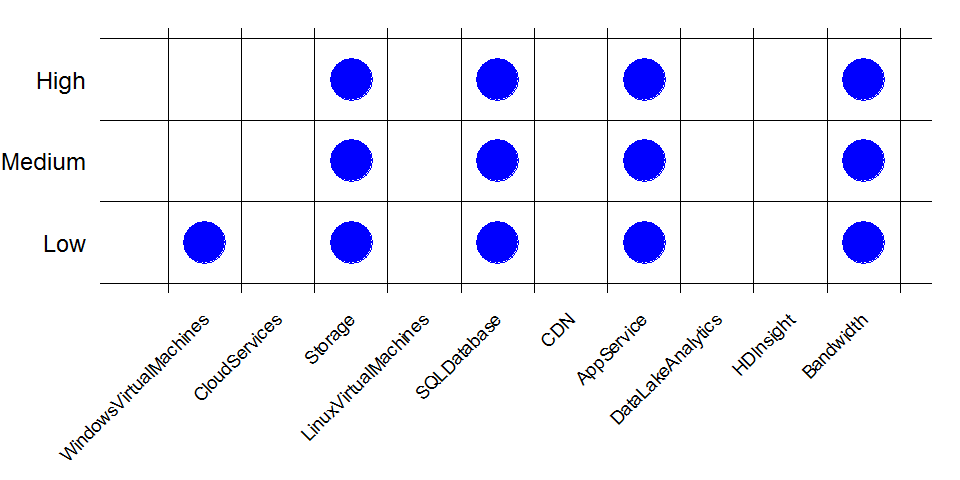 High
Medium
Low
WindowsVirtualMachines
CloudServices
Storage
LinuxVirtualMachines
SQLDatabase
CDN
AppService
DataLakeAnalytics
HDInsight
Bandwidth